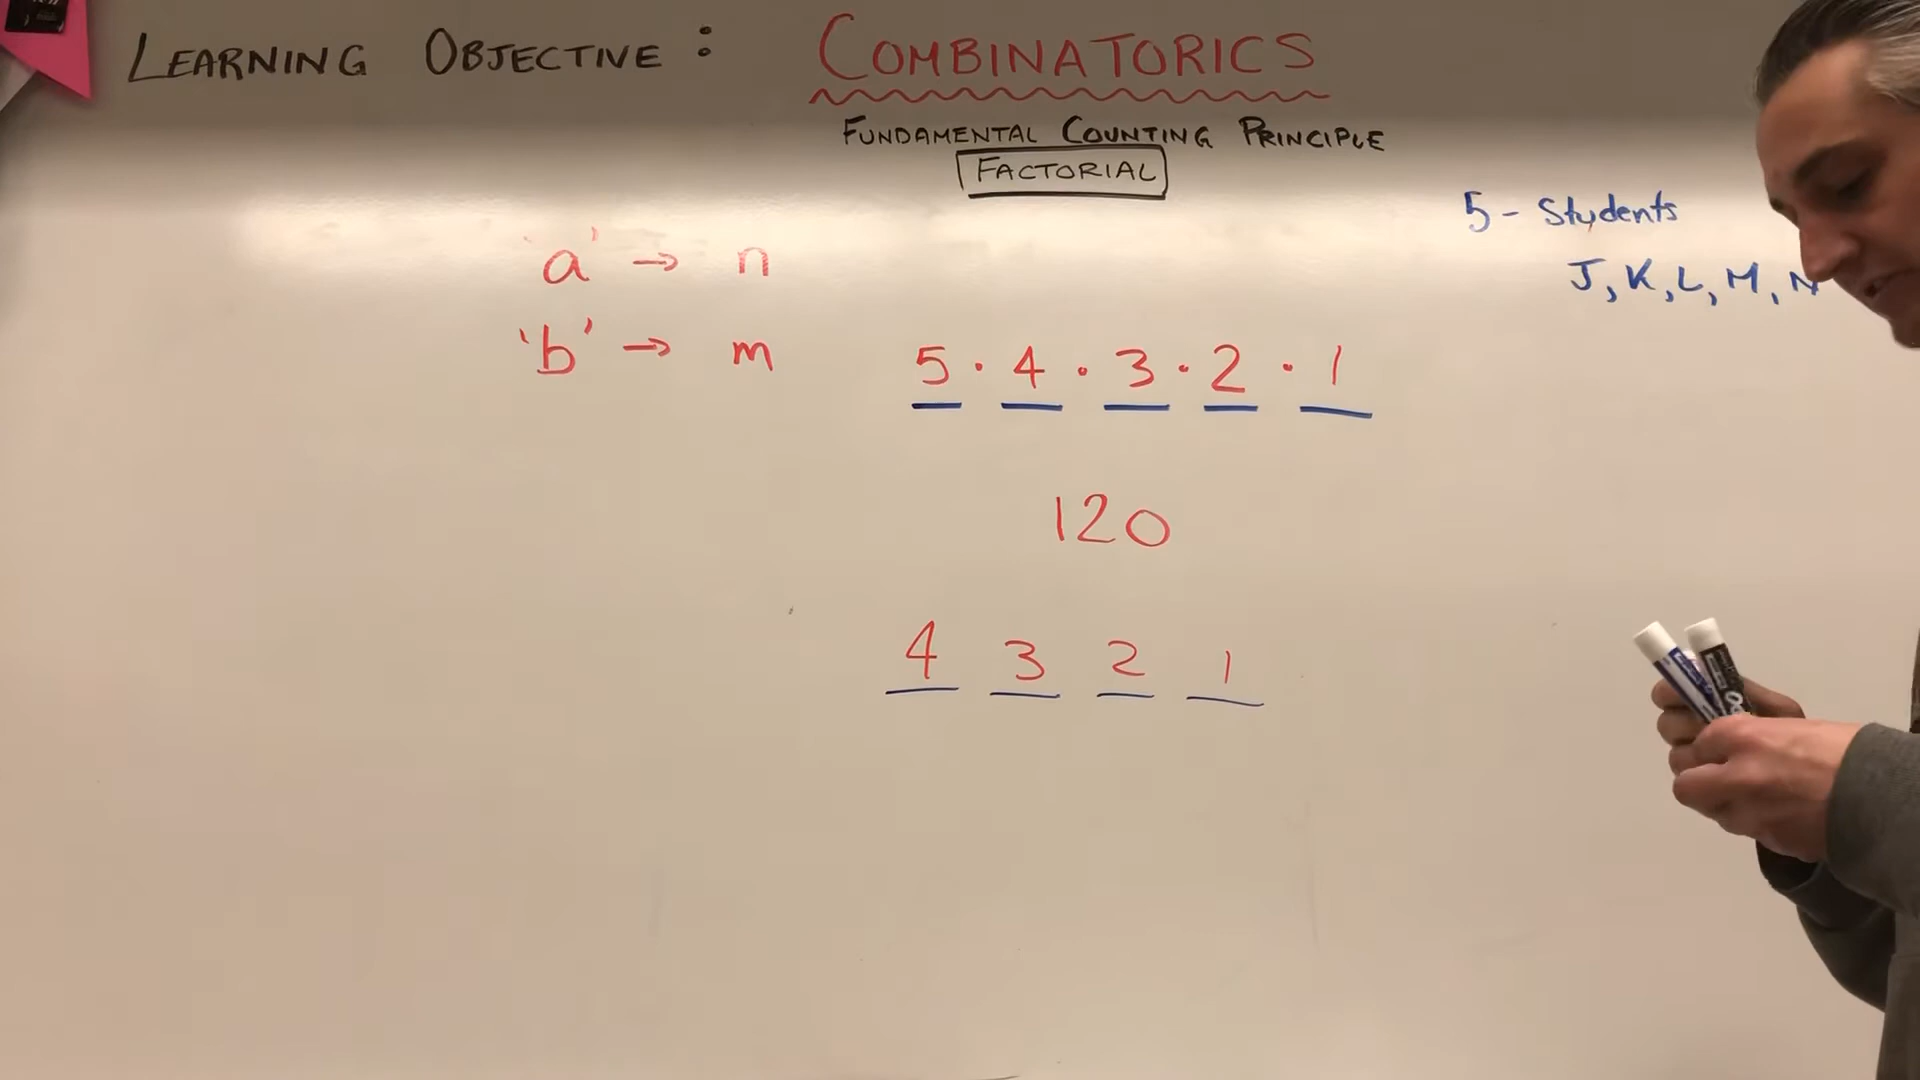 LEARNING OBJECTIVE : COMBINATORICS
FUNDAMENTAL COUNTING PRINCIPLE
FACTORIAL
5 - Students
J, K, L, M, N
'a' → n
'b' → m
5 · 4 · 3 · 2 · 1
120
4 3 2 1